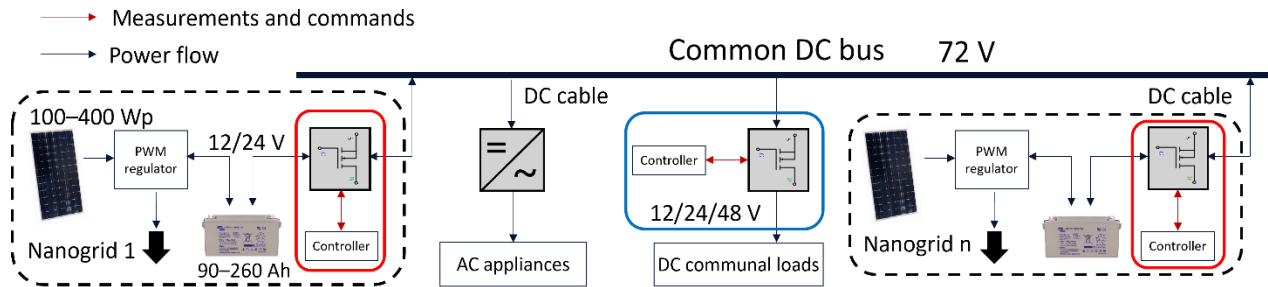 Measurements and commands
Power flow
Common DC bus 72 V
DC cable
DC cable
100–400 Wp
12/24 V
PWM
regulator
Controller
Nanogrid 1
90–260 Ah
=
~
AC appliances
Controller
12/24/48 V
DC communal loads
PWM
regulator
Controller
Nanogrid n